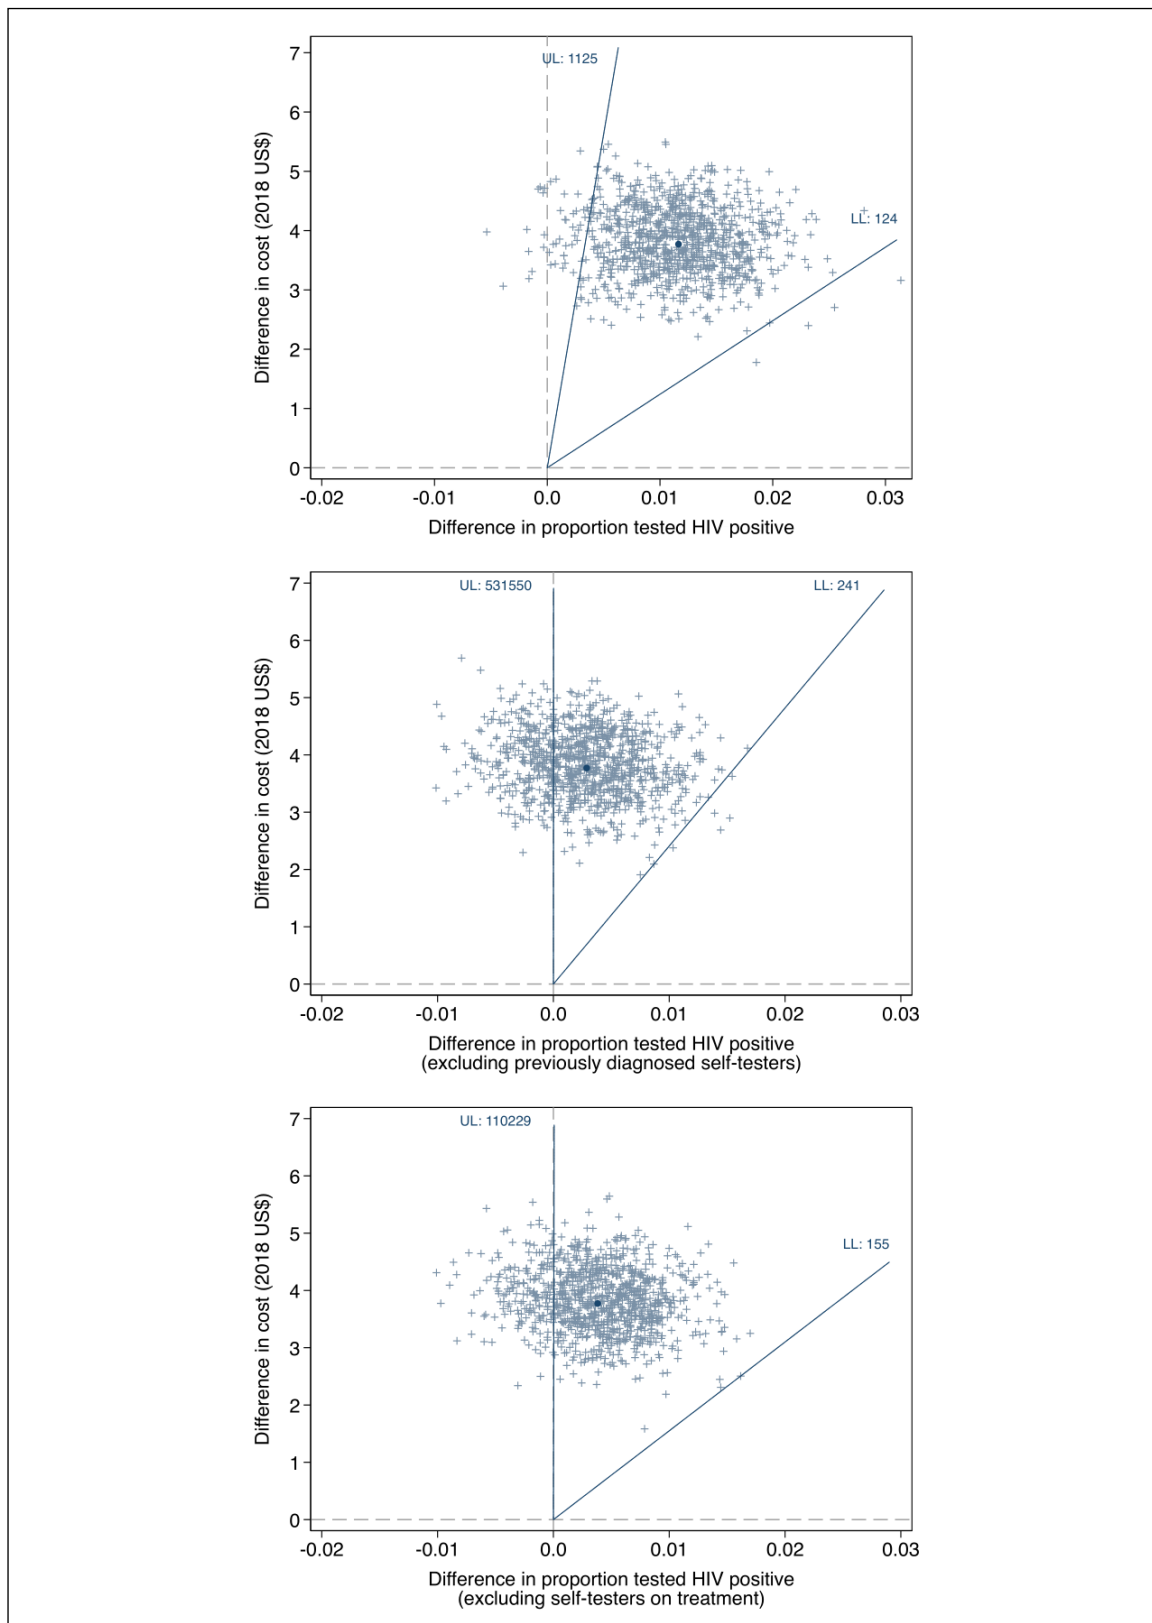 7
UL: 1125
6
5
LL: 124
4
3
2
1
0
Difference in cost (2018 US$)
-0.02 -0.01 0.0 0.01 0.02 0.03
Difference in proportion tested HIV positive
7
UL: 531550 LL: 241
6
5
4
3
2
1
0
Difference in cost (2018 US$)
-0.02 -0.01 0.0 0.01 0.02 0.03
Difference in proportion tested HIV positive
(excluding previously diagnosed self-testers)
7
UL: 110229
6
5
LL: 155
4
3
2
1
0
Difference in cost (2018 US$)
-0.02 -0.01 0.0 0.01 0.02 0.03
Difference in proportion tested HIV positive
(excluding self-testers on treatment)